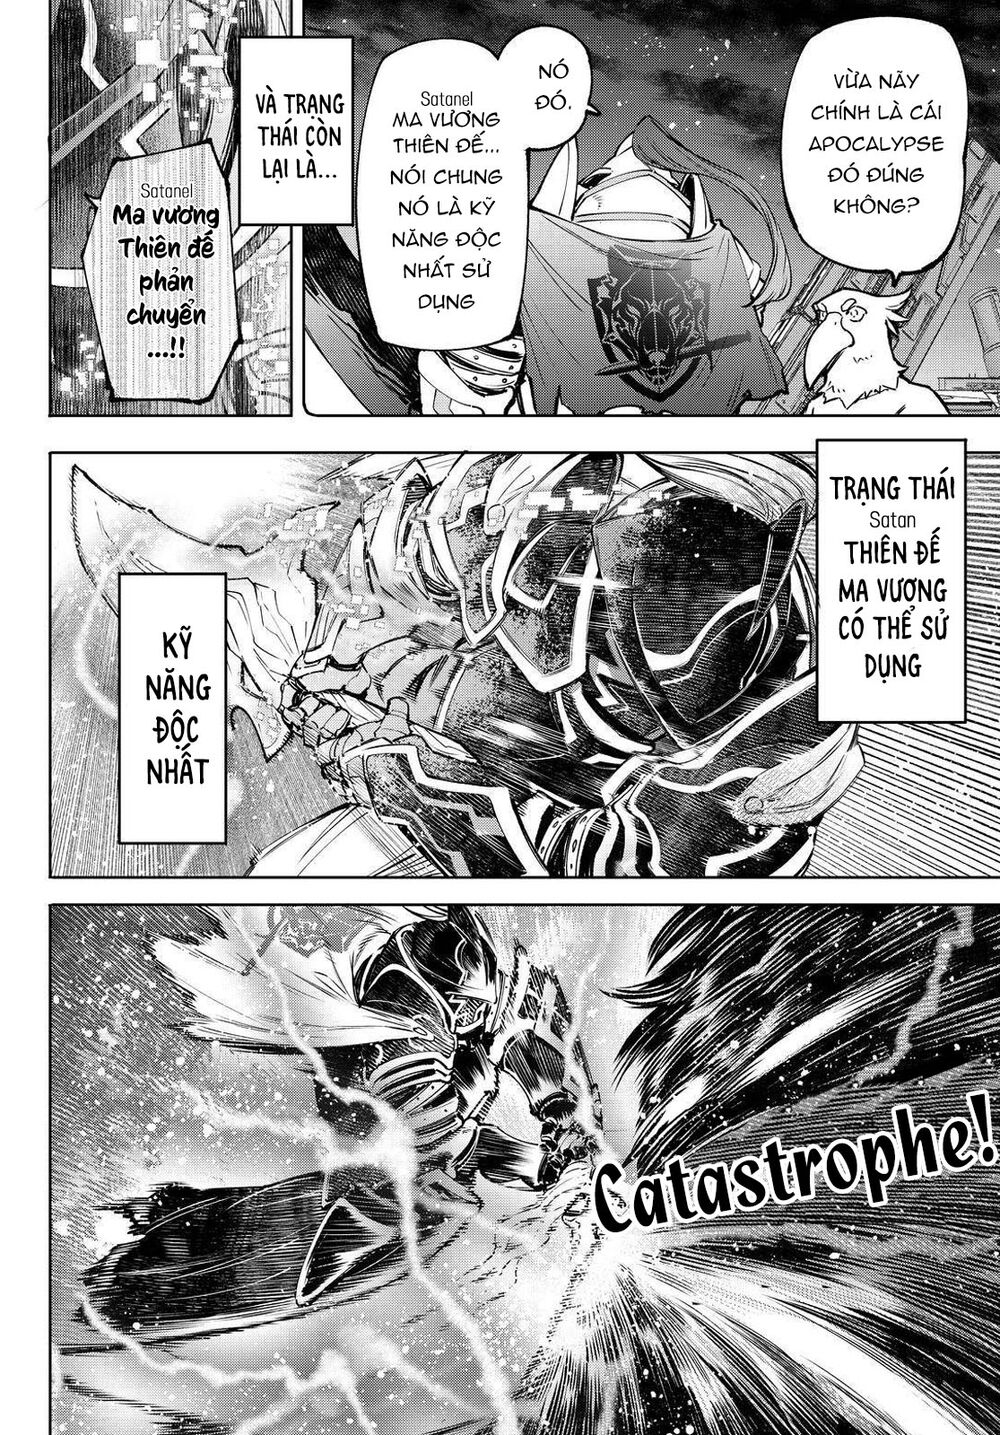 VỪA NÃY
CHÍNH LÀ CÁI
APOCALYPSE
ĐÓ ĐÚNG
KHÔNG?
NÓ
ĐÓ.
Satanel
MA VƯƠNG
THIÊN ĐẾ...
NÓI CHUNG
NÓ LÀ KỸ
NĂNG ĐỘC
NHẤT SỬ
DỤNG
VÀ TRẠNG
THÁI CÒN
LẠI LÀ...
Satanel
Ma vương
Thiên đế
phản
chuyển
...!!
TRẠNG THÁI
Satan
THIÊN ĐẾ
MA VƯƠNG
CÓ THỂ SỬ
DỤNG
KỸ
NĂNG
ĐỘC
NHẤT
Catastrophe!